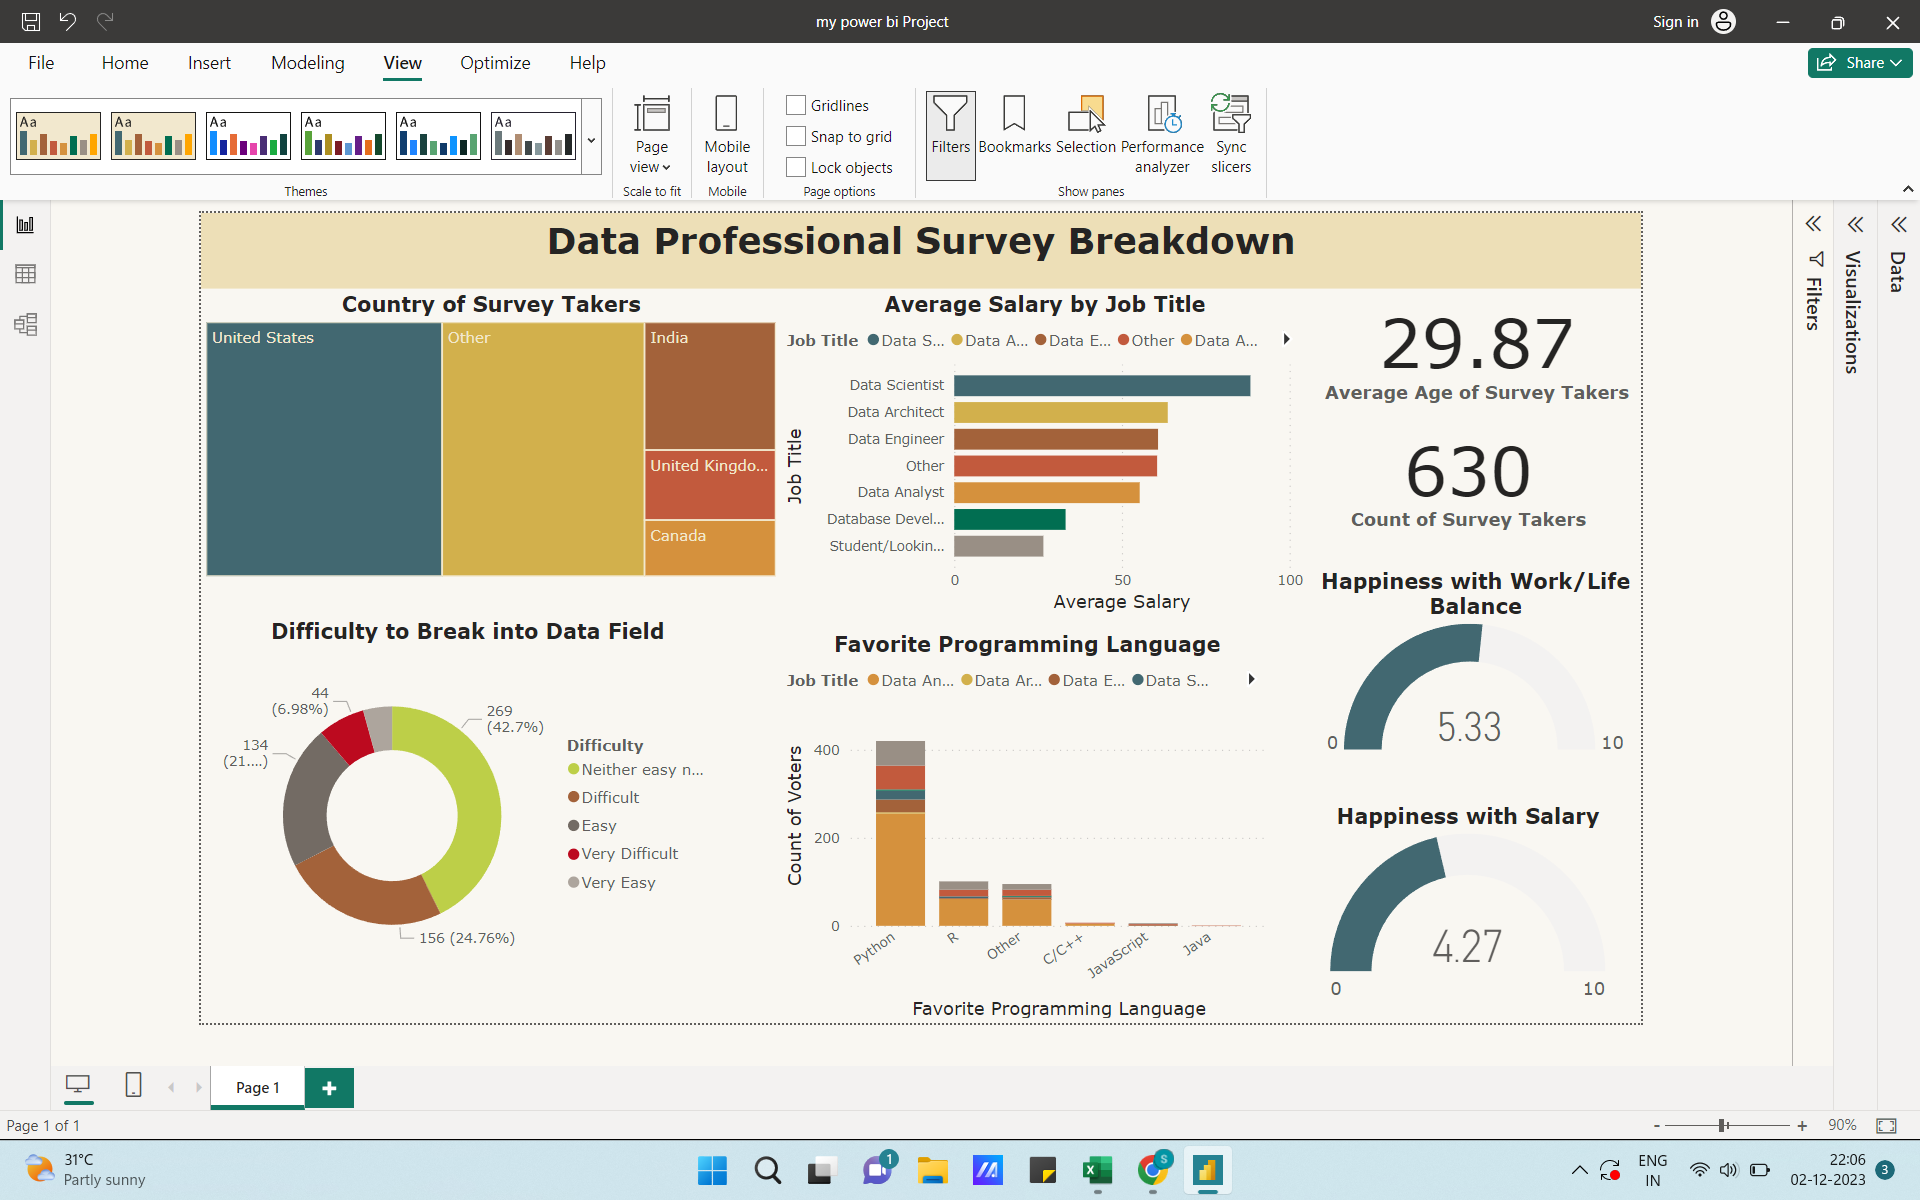 my power bi Project
Sign in
File Home Insert Modeling View Optimize Help
Share
Aa Aa Aa Aa Aa Aa
Themes
Page view
Scale to fit
Mobile layout
Mobile
Gridlines
Snap to grid
Lock objects
Page options
Filters
Bookmarks
Selection
Performance analyzer
Sync slicers
Show panes
Data Professional Survey Breakdown
Country of Survey Takers
United States
Other
India
United Kingdo...
Canada
Average Salary by Job Title
Job Title Data S... Data A... Data E... Other Data A...
Job Title
Data Scientist
Data Architect
Data Engineer
Other
Data Analyst
Database Devel...
Student/Lookin...
0 50 100
Average Salary
29.87
Average Age of Survey Takers
630
Count of Survey Takers
Happiness with Work/Life
Balance
5.33
0 10
Happiness with Salary
4.27
0 10
Difficulty to Break into Data Field
44
(6.98%)
269
(42.7%)
134
(21....)
156 (24.76%)
Difficulty
Neither easy n...
Difficult
Easy
Very Difficult
Very Easy
Favorite Programming Language
Job Title Data An... Data Ar... Data E... Data S...
Count of Voters
400
200
0
Python R Other C/C++ JavaScript Java
Favorite Programming Language
Filters
Visualizations
Data
Page 1
Page 1 of 1
- + 90%
31°C
Partly sunny
1
S
ENG
IN
22:06
02-12-2023
3